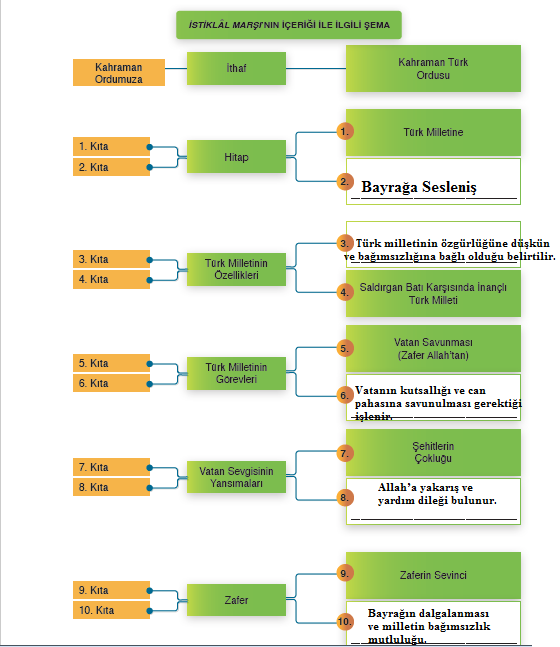 İSTİKLÂL MARŞI'NIN İÇERİĞİ İLE İLGİLİ ŞEMA
Kahraman
Ordumuza
İthaf
Kahraman Türk
Ordusu
1. Kıta
2. Kıta
Hitap
1.
Türk Milletine
2.
Bayrağa Sesleniş
3. Kıta
4. Kıta
Türk Milletinin
Özellikleri
3.
Türk milletinin özgürlüğüne düşkün
ve bağımsızlığına bağlı olduğu belirtilir.
4.
Saldırgan Batı Karşısında İnançlı
Türk Milleti
5. Kıta
6. Kıta
Türk Milletinin
Görevleri
5.
Vatan Savunması
(Zafer Allah'tan)
6.
Vatanın kutsallığı ve can
pahasına savunulması gerektiği
işlenir.
7. Kıta
8. Kıta
Vatan Sevgisinin
Yansımaları
7.
Şehitlerin
Çokluğu
8.
Allah'a yakarış ve
yardım dileği bulunur.
9. Kıta
10. Kıta
Zafer
9.
Zaferin Sevinci
10.
Bayrağın dalgalanması
ve milletin bağımsızlık
mutluluğu.